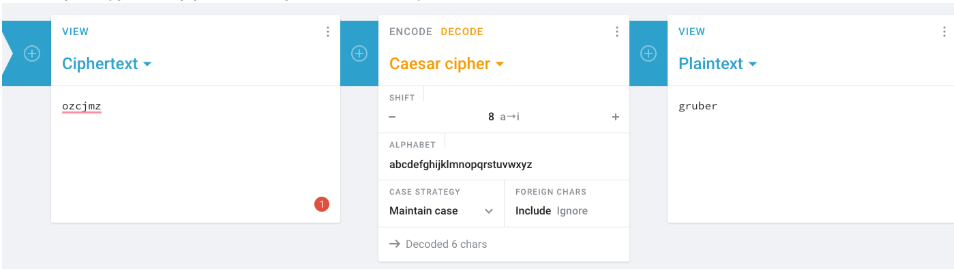 VIEW
Ciphertext
ozcjmz
1
ENCODE DECODE
Caesar cipher
SHIFT
− 8 a→i +
ALPHABET
abcdefghijklmnopqrstuvwxyz
CASE STRATEGY
Maintain case
FOREIGN CHARS
Include Ignore
→ Decoded 6 chars
VIEW
Plaintext
gruber